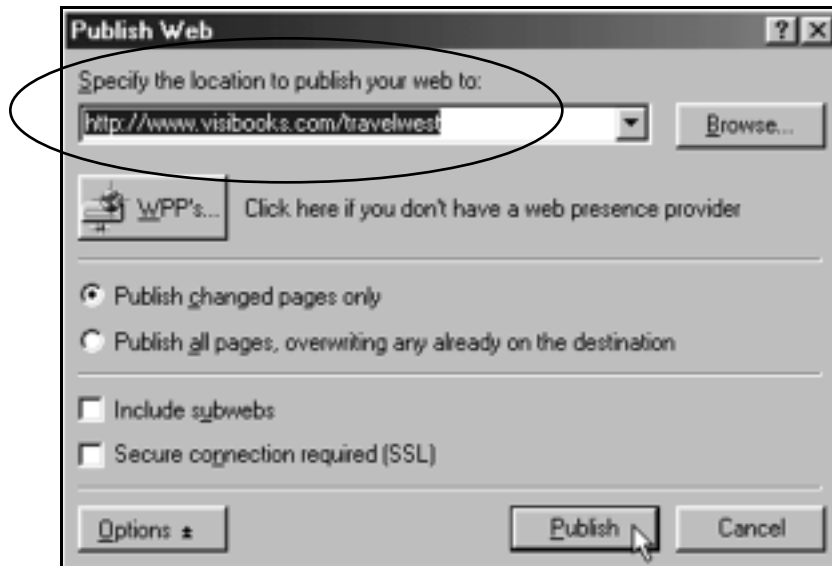 Publish Web
Specify the location to publish your web to:
http://www.visibooks.com/travelwest
Browse...
WPP's...
Click here if you don't have a web presence provider
Publish changed pages only
Publish all pages, overwriting any already on the destination
Include subwebs
Secure connection required (SSL)
Options
Publish
Cancel